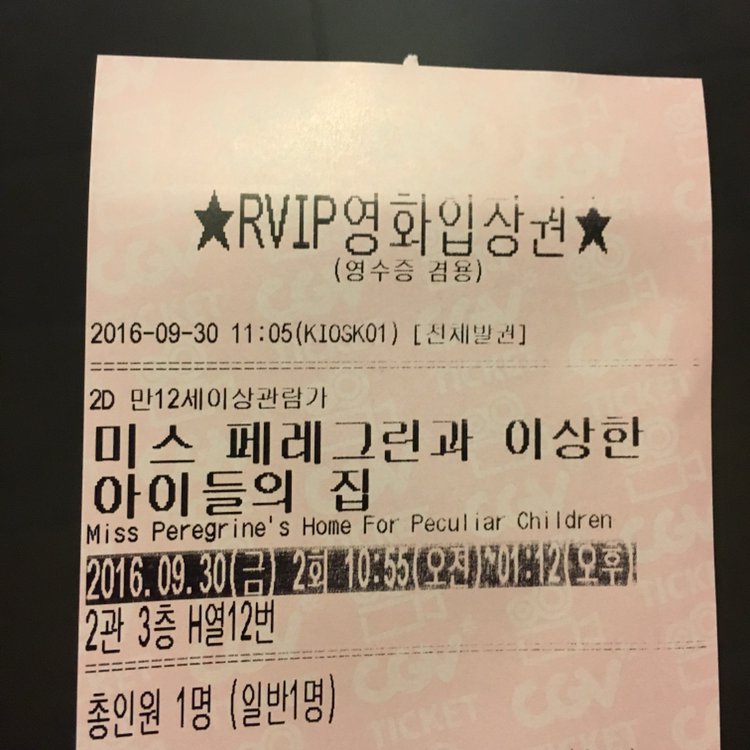 ★RVIP영화입상권★
(영수증 겸용)
2016-09-30 11:05(KIOSK01) [전체발권]
2D 만12세이상관람가
미스 페레그린과 이상한
아이들의 집
Miss Peregrine's Home For Peculiar Children
2016.09.30(금) 2회 10:55(오전)~01:12(오후)
2관 3층 H열12번
총인원 1명 (일반1명)
CGV
TICKET